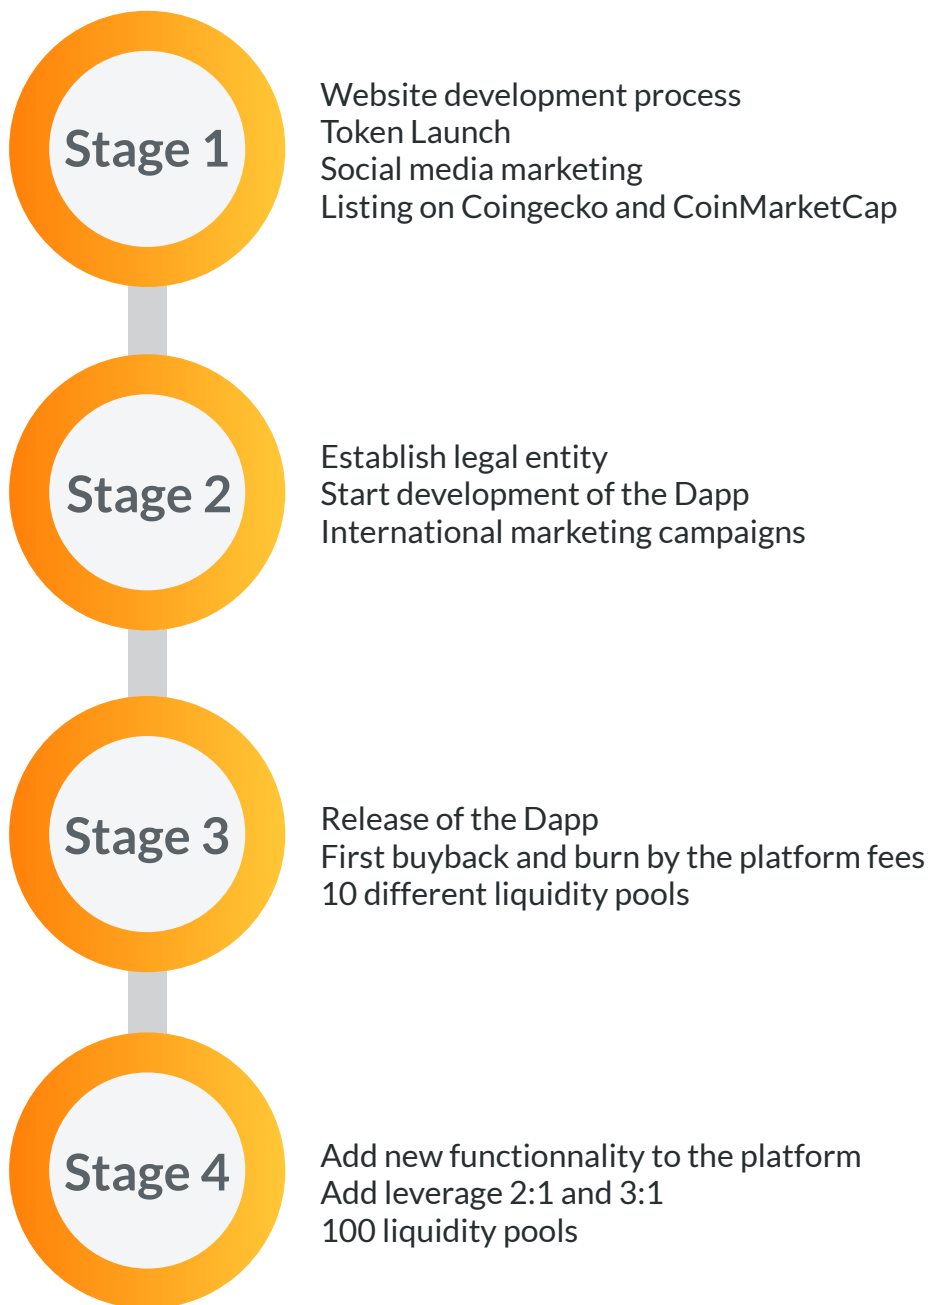 Stage 1
Website development process
Token Launch
Social media marketing
Listing on Coingecko and CoinMarketCap
Stage 2
Establish legal entity
Start development of the Dapp
International marketing campaigns
Stage 3
Release of the Dapp
First buyback and burn by the platform fees
10 different liquidity pools
Stage 4
Add new functionnality to the platform
Add leverage 2:1 and 3:1
100 liquidity pools